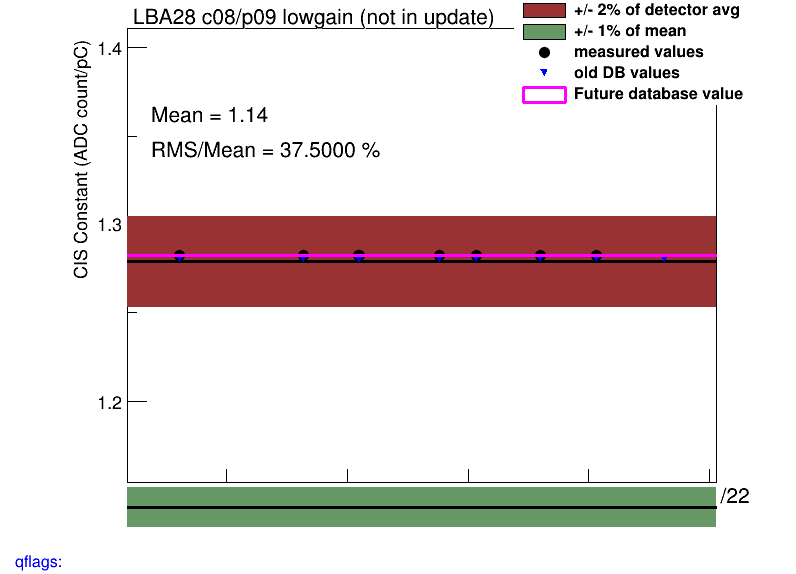 LBA28 c08/p09 lowgain (not in update)
+/- 2% of detector avg
+/- 1% of mean
measured values
old DB values
Future database value
CIS Constant (ADC count/pC)
1.4
Mean = 1.14
RMS/Mean = 37.5000 %
1.3
1.2
/22
qflags: